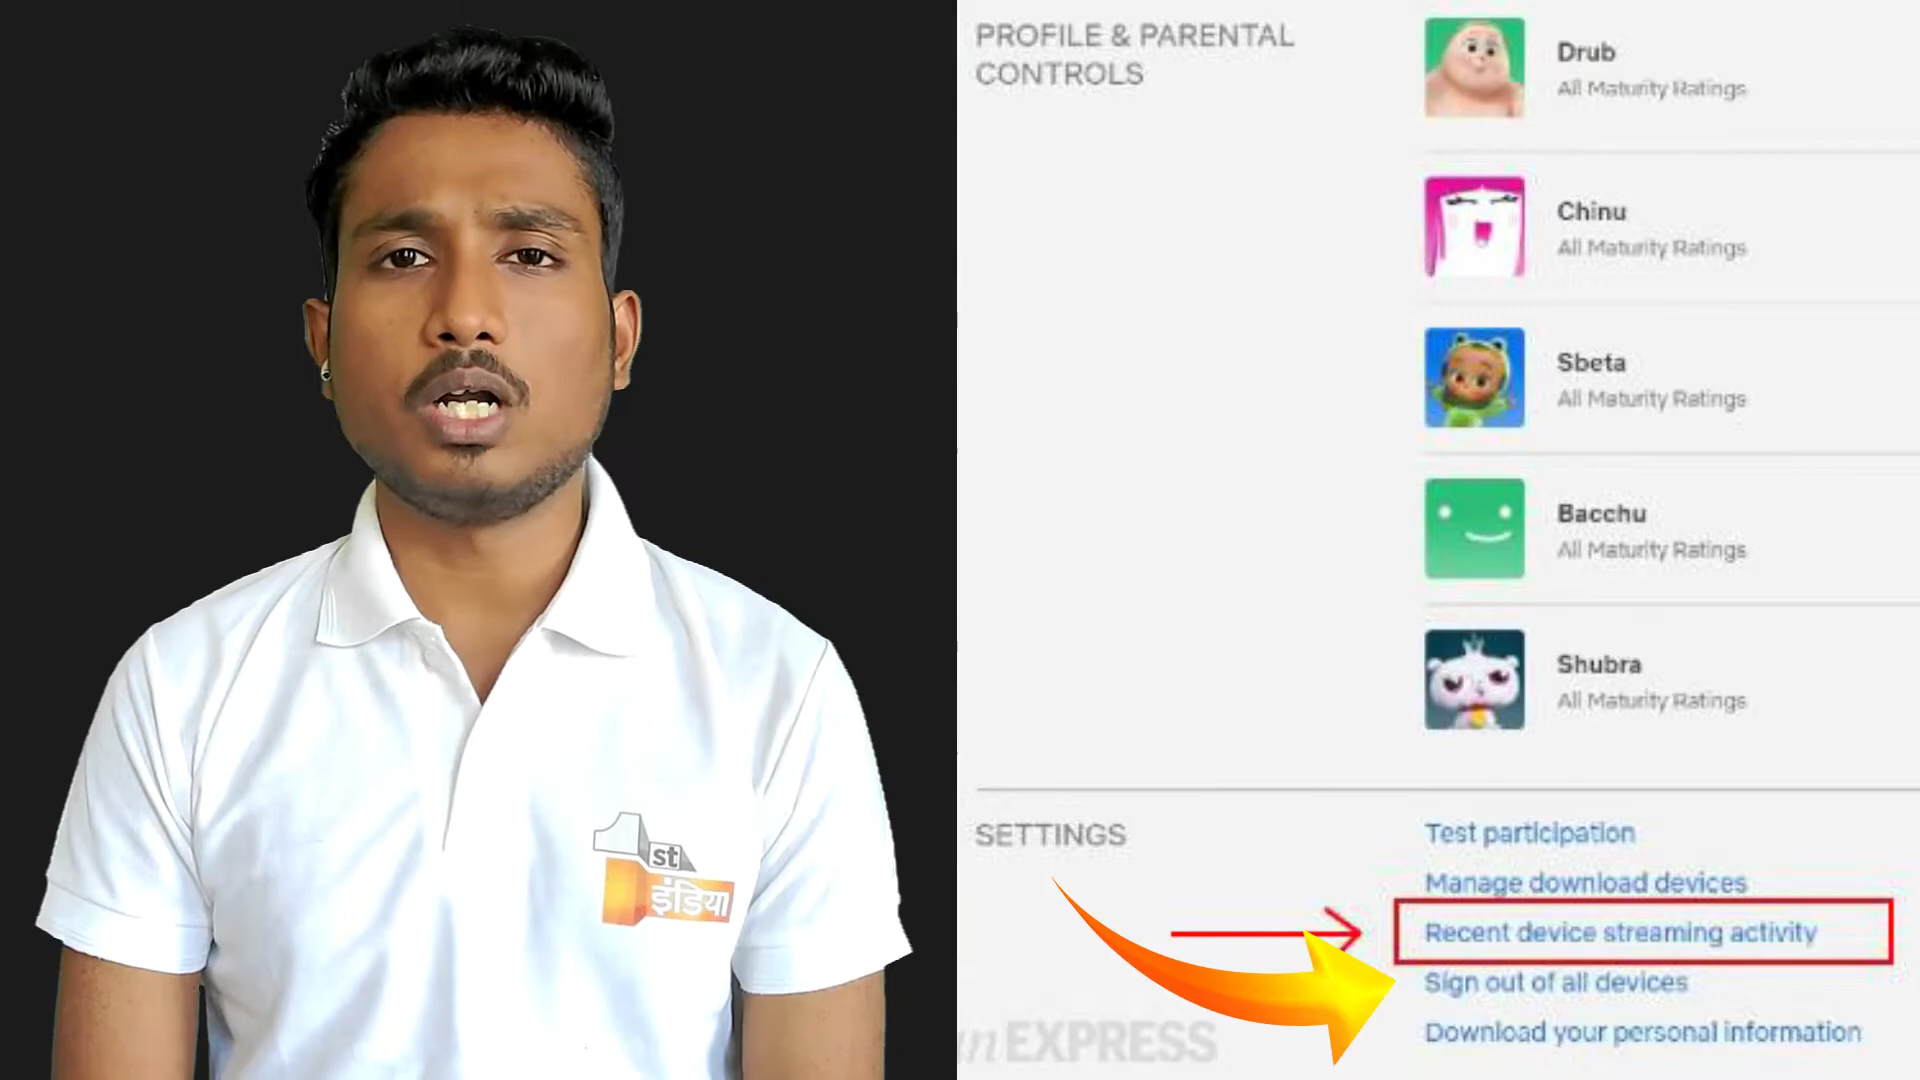 PROFILE & PARENTAL
CONTROLS
Drub
All Maturity Ratings
Chinu
All Maturity Ratings
Sbeta
All Maturity Ratings
Bacchu
All Maturity Ratings
Shubra
All Maturity Ratings
SETTINGS
Test participation
Manage download devices
Recent device streaming activity
Sign out of all devices
Download your personal information
an EXPRESS
1st
इंडिया